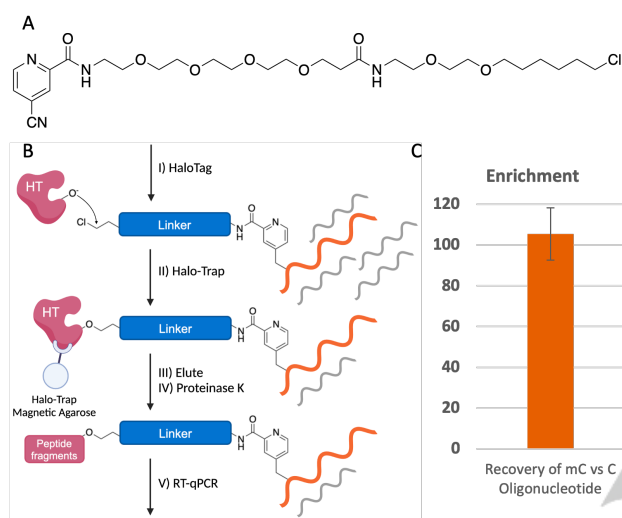 A
N
O
N
H
O
O
O
O
O
N
H
O
O
Cl
CN
B
I) HaloTag
HT
O-
Cl
Linker
N
H
O
N
II) Halo-Trap
HT
O
Linker
N
H
O
N
Halo-Trap
Magnetic Agarose
III) Elute
IV) Proteinase K
Peptide
fragments
O
Linker
N
H
O
N
V) RT-qPCR
C
Enrichment
120
100
80
60
40
20
0
Recovery of mC vs C
Oligonucleotide